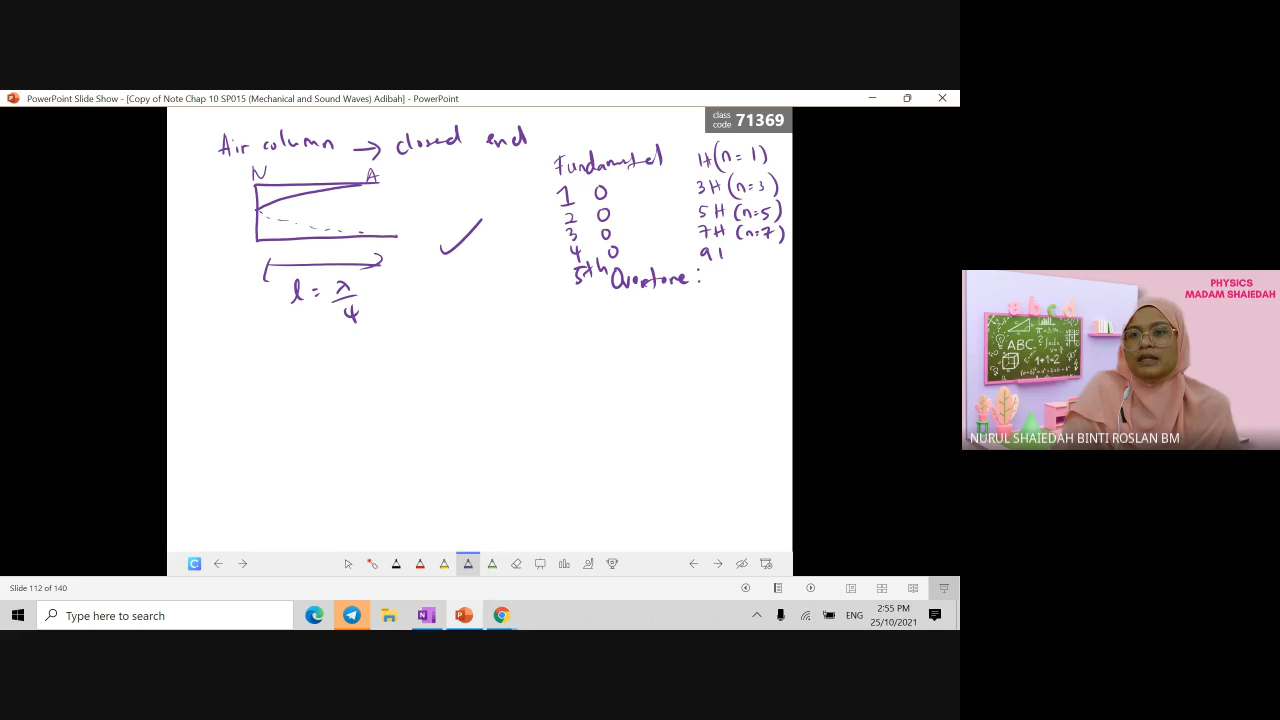 PowerPoint Slide Show - [Copy of Note Chap 10 SP015 (Mechanical and Sound Waves) Adibah] - PowerPoint
class code 71369
Air column → closed end
N A
l = λ/4
Fundamental 1H (n=1)
1 O 3H (n=3)
2 O 5H (n=5)
3 O 7H (n=7)
4 O 9
5th Overtone :
PHYSICS
MADAM SHAIEDAH
a b c d
ABC
1+1=2
NURUL SHAIEDAH BINTI ROSLAN BM
Slide 112 of 140
Type here to search
ENG
2:55 PM
25/10/2021